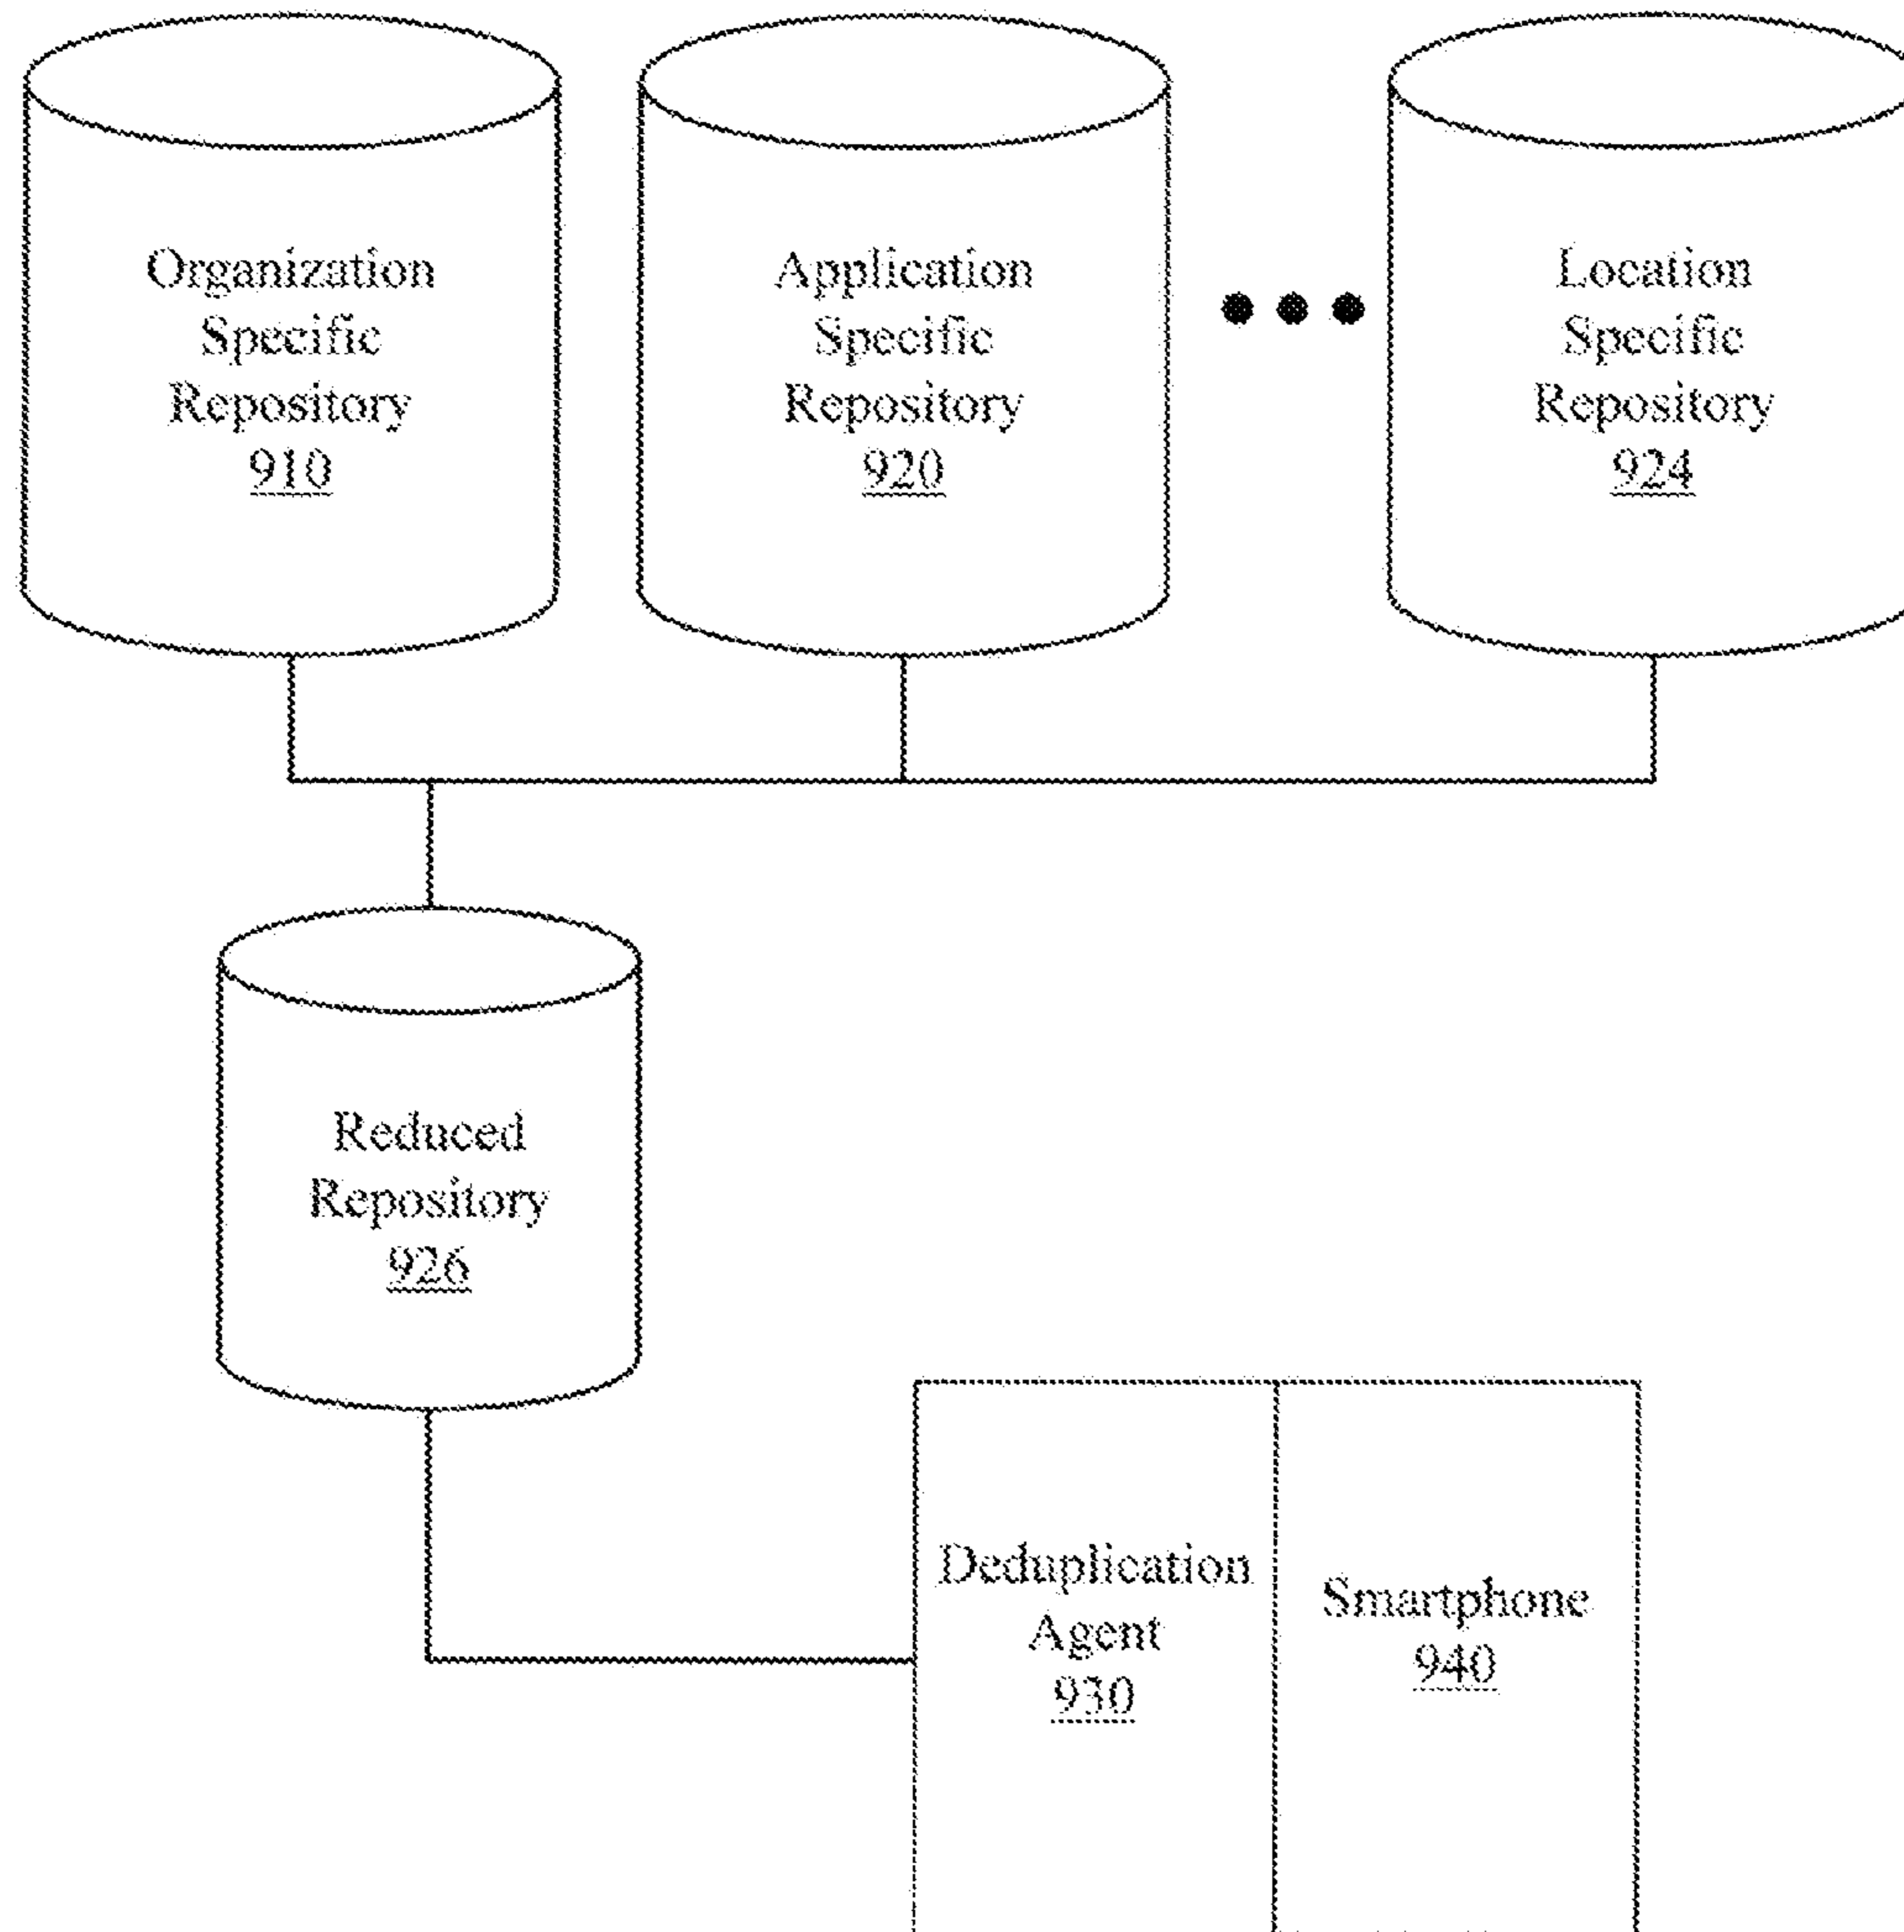 Organization
Specific
Repository
910
Application
Specific
Repository
920
Location
Specific
Repository
924
Reduced
Repository
926
Deduplication
Agent
930
Smartphone
940